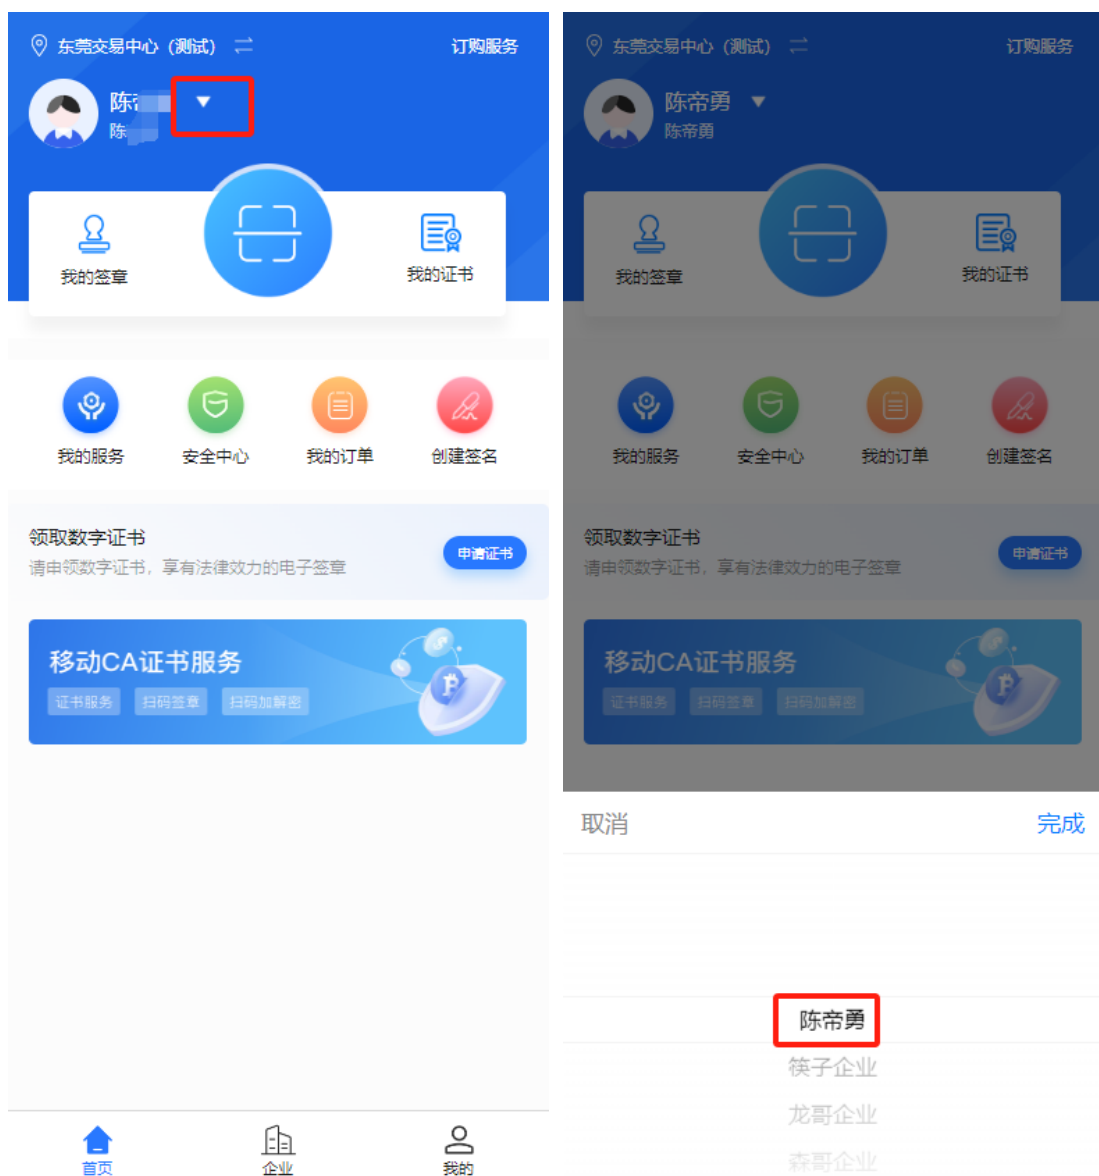 东莞交易中心（测试）
订购服务
陈
陈
我的签章
我的证书
我的服务
安全中心
我的订单
创建签名
领取数字证书
请申领数字证书，享有法律效力的电子签章
申请证书
移动CA证书服务
证书服务
扫码签章
扫码加解密
首页
企业
我的
东莞交易中心（测试）
订购服务
陈帝勇
陈帝勇
我的签章
我的证书
我的服务
安全中心
我的订单
创建签名
领取数字证书
请申领数字证书，享有法律效力的电子签章
申请证书
移动CA证书服务
证书服务
扫码签章
扫码加解密
取消
完成
陈帝勇
筷子企业
龙哥企业
森哥企业